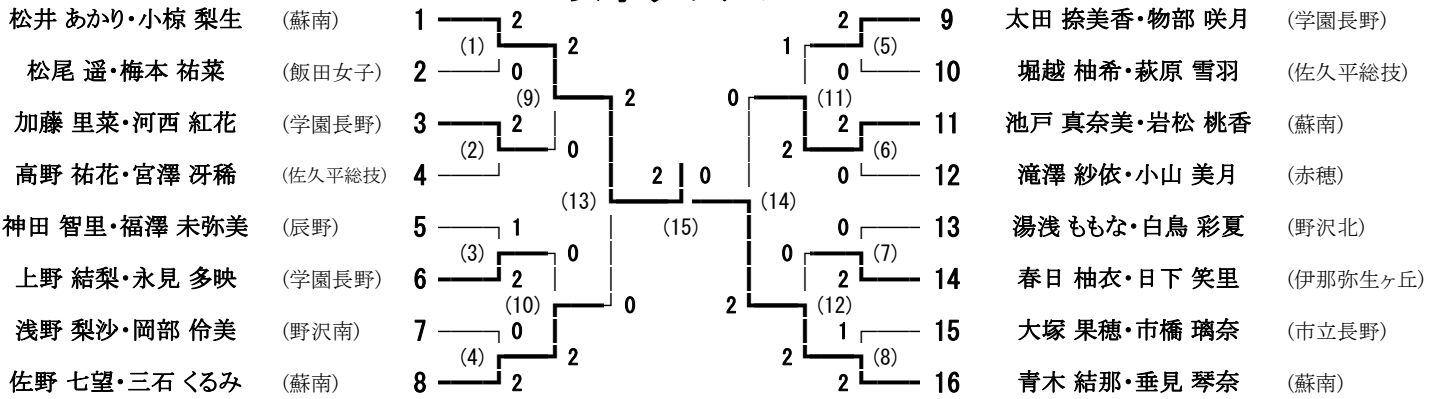 松井 あかり・小椋 梨生 (蘇南) 1 2 2 9 太田 捺美香・物部 咲月 (学園長野)
(1) 2 1 (5)
松尾 遥・梅本 祐菜 (飯田女子) 2 0 0 10 堀越 柚希・萩原 雪羽 (佐久平総技)
(9) 2 0 (11)
加藤 里菜・河西 紅花 (学園長野) 3 2 2 11 池戸 真奈美・岩松 桃香 (蘇南)
(2) 0 2 (6)
高野 祐花・宮澤 冴稀 (佐久平総技) 4 0 12 滝澤 紗依・小山 美月 (赤穂)
2 0
(13) (14)
神田 智里・福澤 未弥美 (辰野) 5 1 (15) 0 13 湯浅 ももな・白鳥 彩夏 (野沢北)
(3) 0 0 (7)
上野 結梨・永見 多映 (学園長野) 6 2 2 14 春日 柚衣・日下 笑里 (伊那弥生ヶ丘)
(10) 0 2 (12)
浅野 梨沙・岡部 伶美 (野沢南) 7 0 1 15 大塚 果穂・市橋 璃奈 (市立長野)
(4) 2 2 (8)
佐野 七望・三石 くるみ (蘇南) 8 2 2 16 青木 結那・垂見 琴奈 (蘇南)